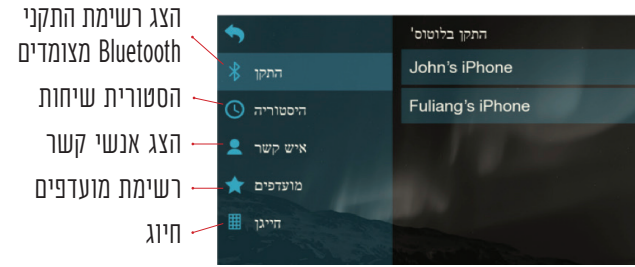 הצג רשימת התקני
Bluetooth מצומדים
הסטורית שיחות
הצג אנשי קשר
רשימת מועדפים
חיוג
התקן
היסטוריה
איש קשר
מועדפים
חייגן
התקן בלוטוס'
John's iPhone
Fuliang's iPhone